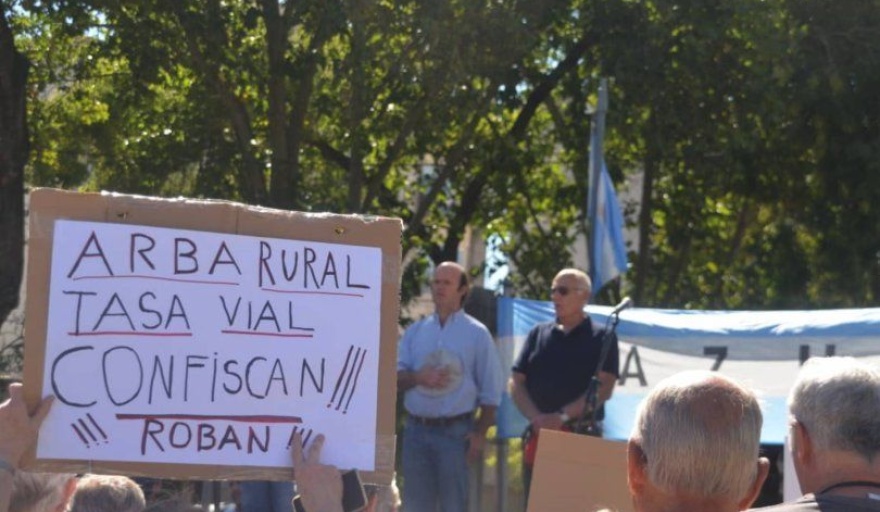 ARBA RURAL
TASA VIAL
CONFISCAN!!!
!!! ROBAN !!!
A Z U